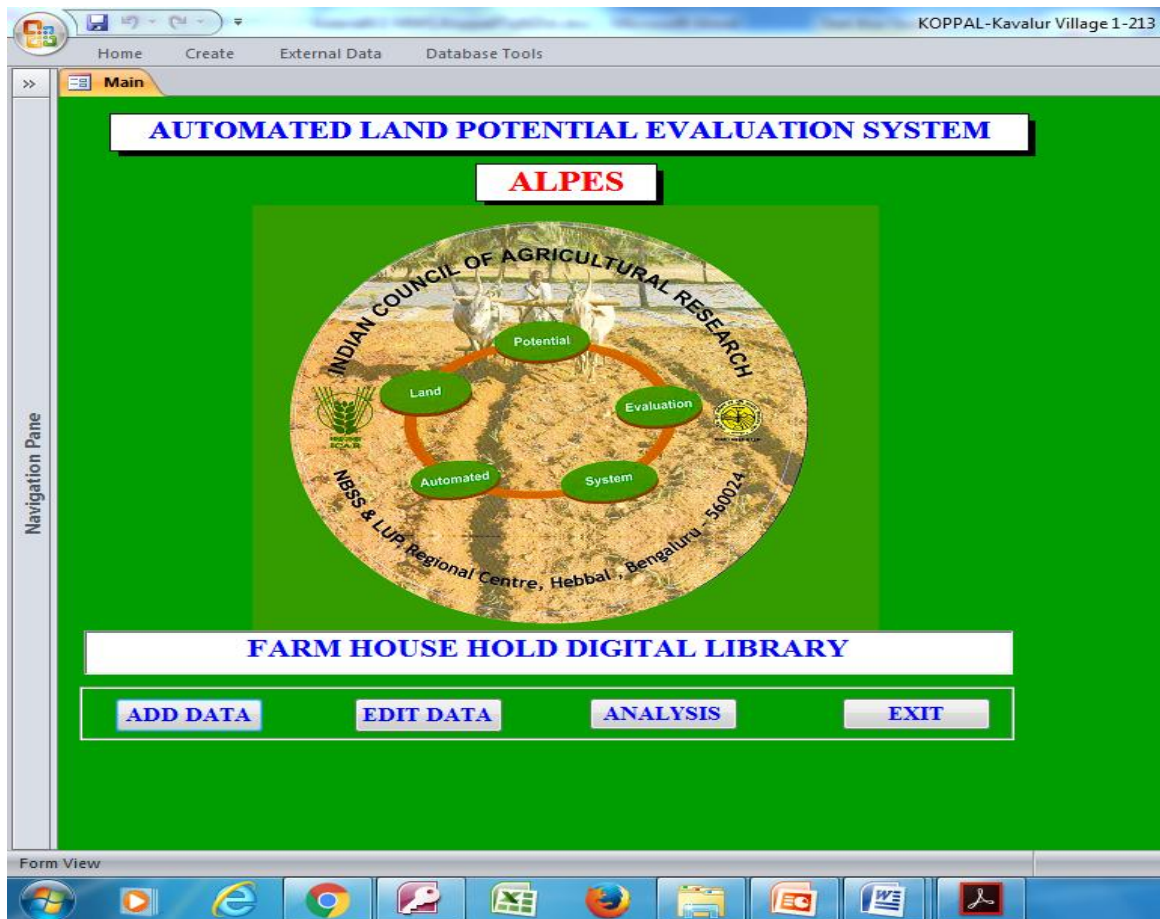 KOPPAL-Kavalur Village 1-213
Home Create External Data Database Tools
Main
Navigation Pane
AUTOMATED LAND POTENTIAL EVALUATION SYSTEM
ALPES
INDIAN COUNCIL OF AGRICULTURAL RESEARCH
Potential
Land
Evaluation
ICAR
Automated
System
NBSS & LUP, Regional Centre, Hebbal , Bengaluru - 560024
FARM HOUSE HOLD DIGITAL LIBRARY
ADD DATA EDIT DATA ANALYSIS EXIT
Form View